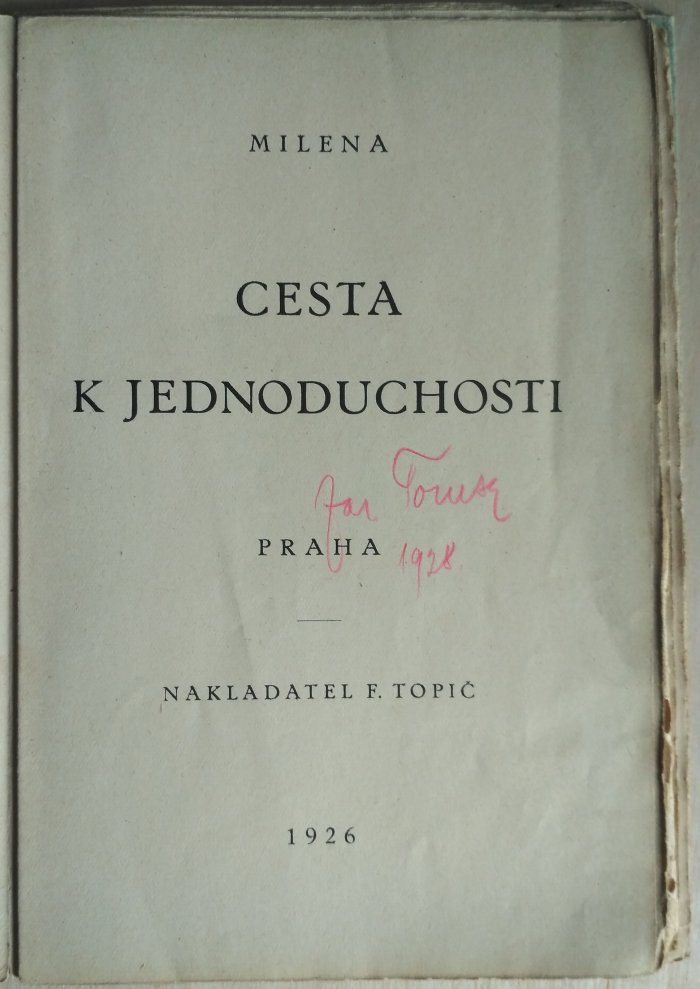 MILENA
CESTA
K JEDNODUCHOSTI
PRAHA
1928
NAKLADATEL F. TOPIČ
1926